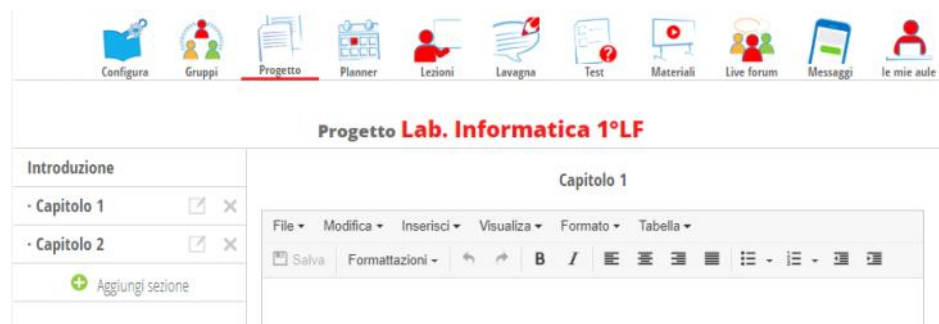 Configura Gruppi Progetto Planner Lezioni Lavagna Test Materiali Live forum Messaggi le mie aule
Progetto Lab. Informatica 1°LF
Introduzione
Capitolo 1
· Capitolo 1
File Modifica Inserisci Visualizza Formato Tabella
· Capitolo 2
Salva Formattazioni B I
Aggiungi sezione